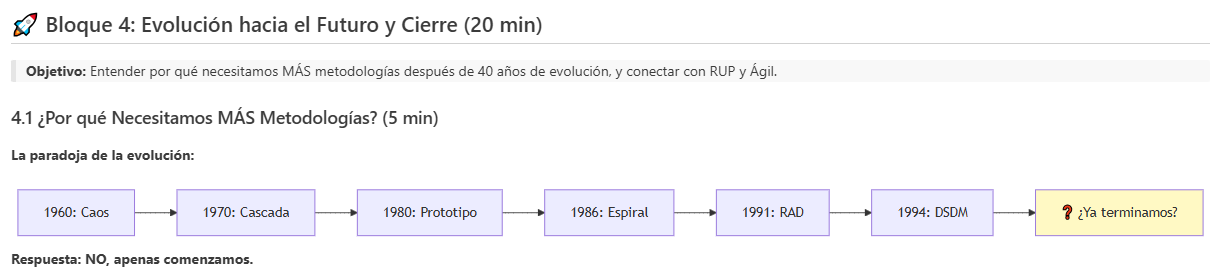 🚀 Bloque 4: Evolución hacia el Futuro y Cierre (20 min)
Objetivo: Entender por qué necesitamos MÁS metodologías después de 40 años de evolución, y conectar con RUP y Ágil.
4.1 ¿Por qué Necesitamos MÁS Metodologías? (5 min)
La paradoja de la evolución:
1960: Caos
1970: Cascada
1980: Prototipo
1986: Espiral
1991: RAD
1994: DSDM
❓ ¿Ya terminamos?
Respuesta: NO, apenas comenzamos.